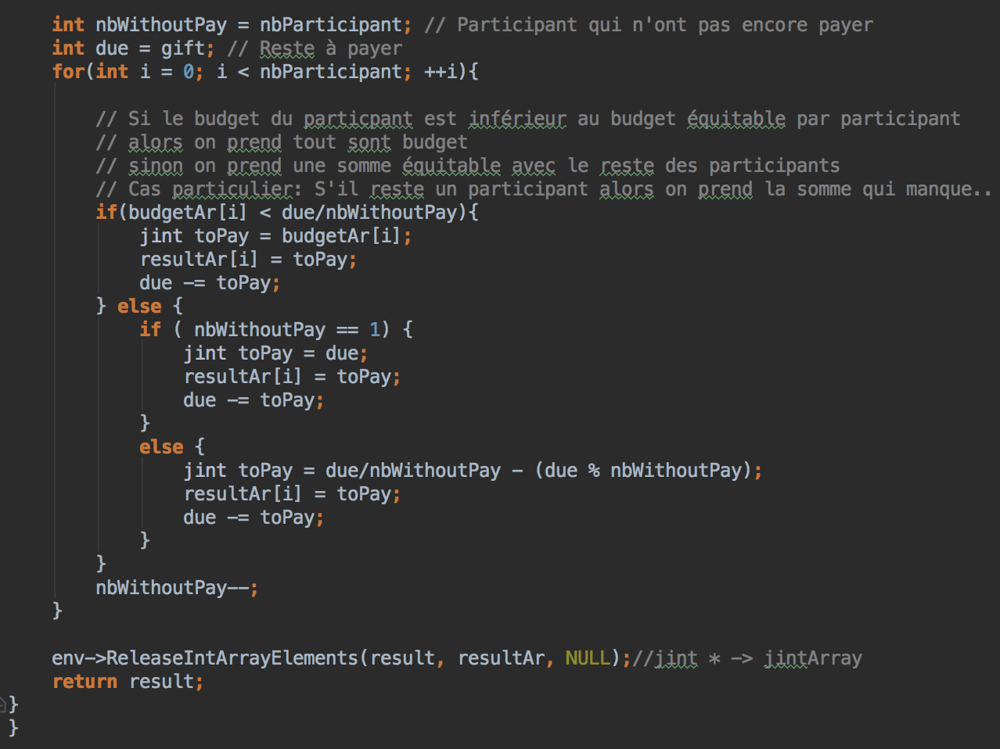 int nbWithoutPay = nbParticipant; // Participant qui n'ont pas encore payer
int due = gift; // Reste à payer
for(int i = 0; i < nbParticipant; ++i){
// Si le budget du particpant est inférieur au budget équitable par participant
// alors on prend tout sont budget
// sinon on prend une somme équitable avec le reste des participants
// Cas particulier: S'il reste un participant alors on prend la somme qui manque..
if(budgetAr[i] < due/nbWithoutPay){
jint toPay = budgetAr[i];
resultAr[i] = toPay;
due -= toPay;
} else {
if ( nbWithoutPay == 1) {
jint toPay = due;
resultAr[i] = toPay;
due -= toPay;
}
else {
jint toPay = due/nbWithoutPay - (due % nbWithoutPay);
resultAr[i] = toPay;
due -= toPay;
}
}
nbWithoutPay--;
}
env->ReleaseIntArrayElements(result, resultAr, NULL);//jint * -> jintArray
return result;
}
}